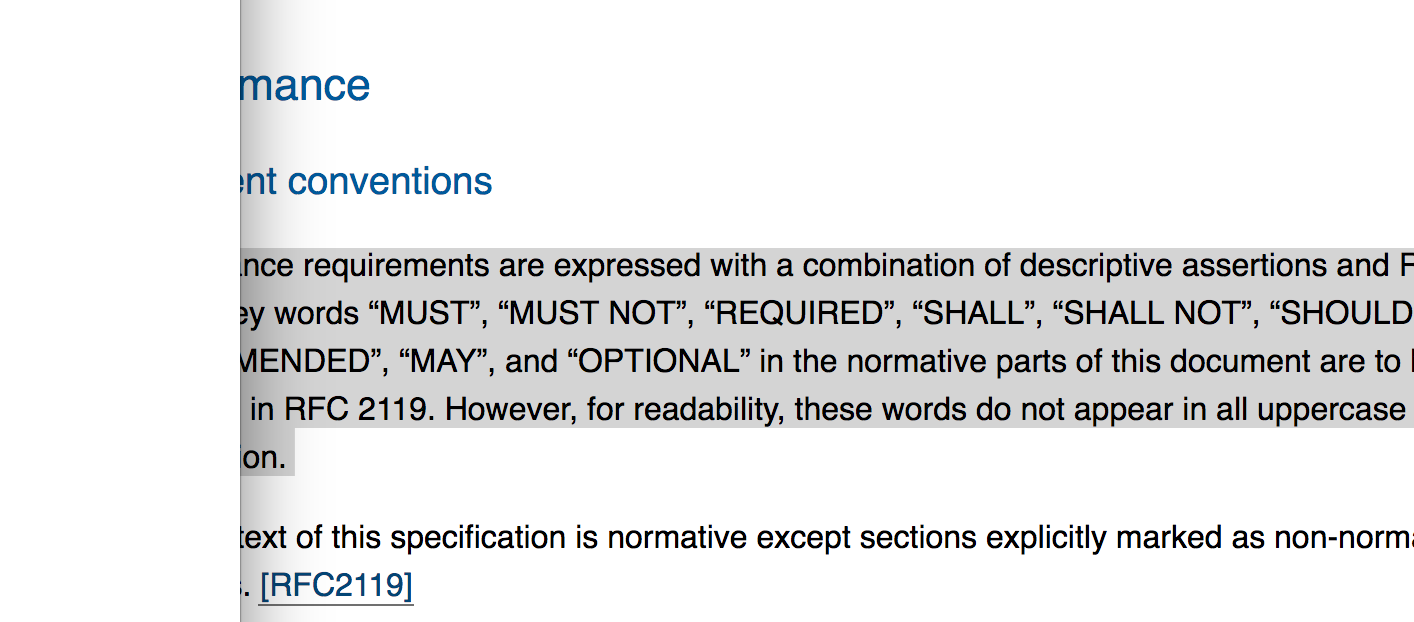 mance
ent conventions
nce requirements are expressed with a combination of descriptive assertions and
ey words “MUST”, “MUST NOT”, “REQUIRED”, “SHALL”, “SHALL NOT”, “SHOULD
MENDED”, “MAY”, and “OPTIONAL” in the normative parts of this document are to
in RFC 2119. However, for readability, these words do not appear in all uppercase
ion.
text of this specification is normative except sections explicitly marked as non-norma
. [RFC2119]